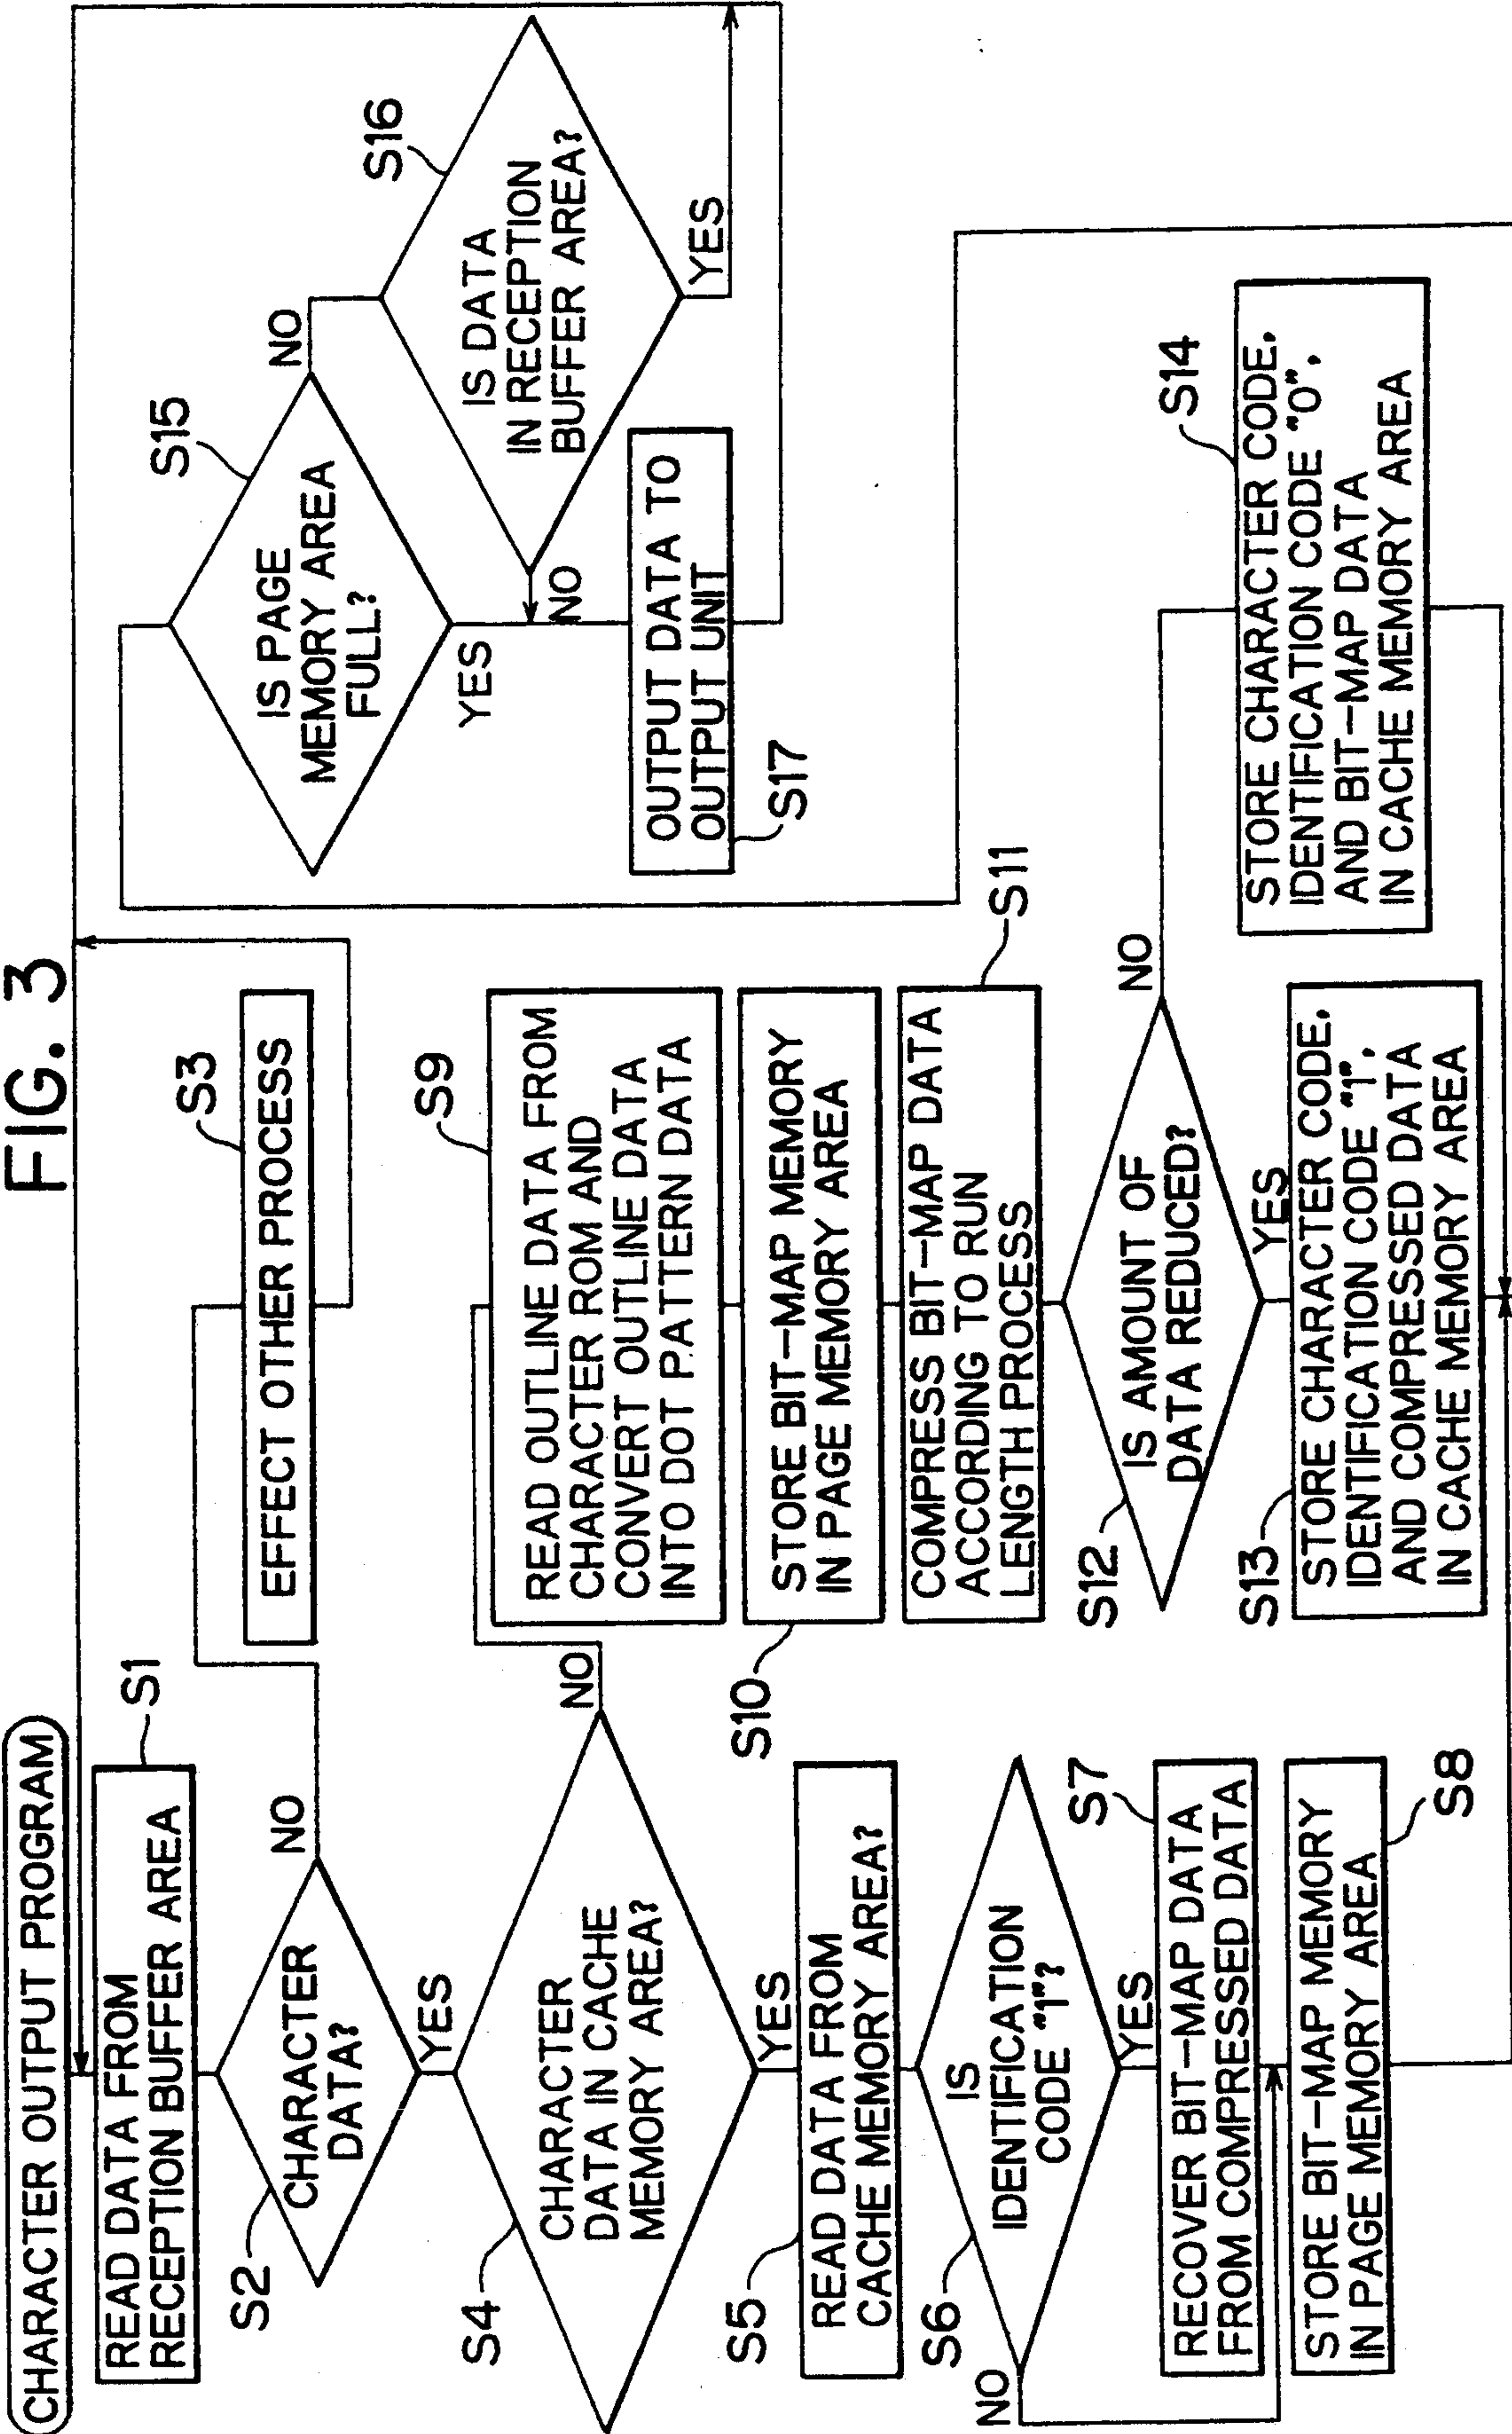 FIG. 3
CHARACTER OUTPUT PROGRAM
READ DATA FROM
RECEPTION BUFFER AREA
S1
S2
CHARACTER
DATA?
NO
YES
S3
EFFECT OTHER PROCESS
S4
CHARACTER
DATA IN CACHE
MEMORY AREA?
NO
YES
S5
READ DATA FROM
CACHE MEMORY AREA?
S6
IS
IDENTIFICATION
CODE "1"?
NO
YES
S7
RECOVER BIT-MAP DATA
FROM COMPRESSED DATA
STORE BIT-MAP MEMORY
IN PAGE MEMORY AREA
S8
S9
READ OUTLINE DATA FROM
CHARACTER ROM AND
CONVERT OUTLINE DATA
INTO DOT PATTERN DATA
S10
STORE BIT-MAP MEMORY
IN PAGE MEMORY AREA
S11
COMPRESS BIT-MAP DATA
ACCORDING TO RUN
LENGTH PROCESS
S12
IS AMOUNT OF
DATA REDUCED?
NO
YES
S13
STORE CHARACTER CODE,
IDENTIFICATION CODE "1",
AND COMPRESSED DATA
IN CACHE MEMORY AREA
S14
STORE CHARACTER CODE,
IDENTIFICATION CODE "0",
AND BIT-MAP DATA
IN CACHE MEMORY AREA
S15
IS PAGE
MEMORY AREA
FULL?
NO
YES
S16
IS DATA
IN RECEPTION
BUFFER AREA?
NO
YES
OUTPUT DATA TO
OUTPUT UNIT
S17